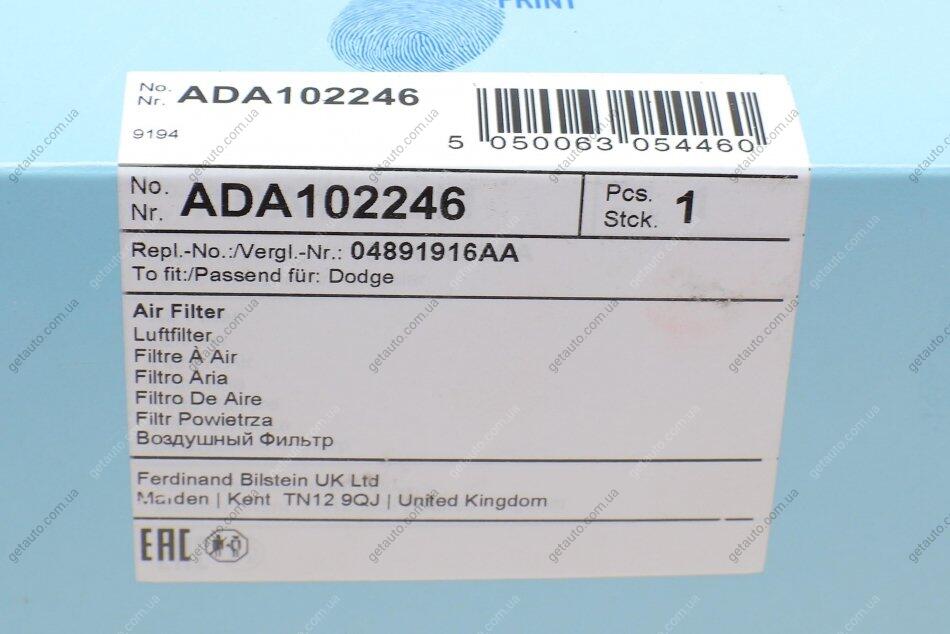 PRINT
No. Nr. ADA102246
9194
5 050063 054460
No. Nr. ADA102246
Pcs. Stck. 1
Repl.-No.:/Vergl.-Nr.: 04891916AA
To fit:/Passend für: Dodge
Air Filter
Luftfilter
Filtre À Air
Filtro Aria
Filtro De Aire
Filtr Powietrza
Воздушный Фильтр
Ferdinand Bilstein UK Ltd
Marden | Kent TN12 9QJ | United Kingdom
EAC
getauto.com.ua